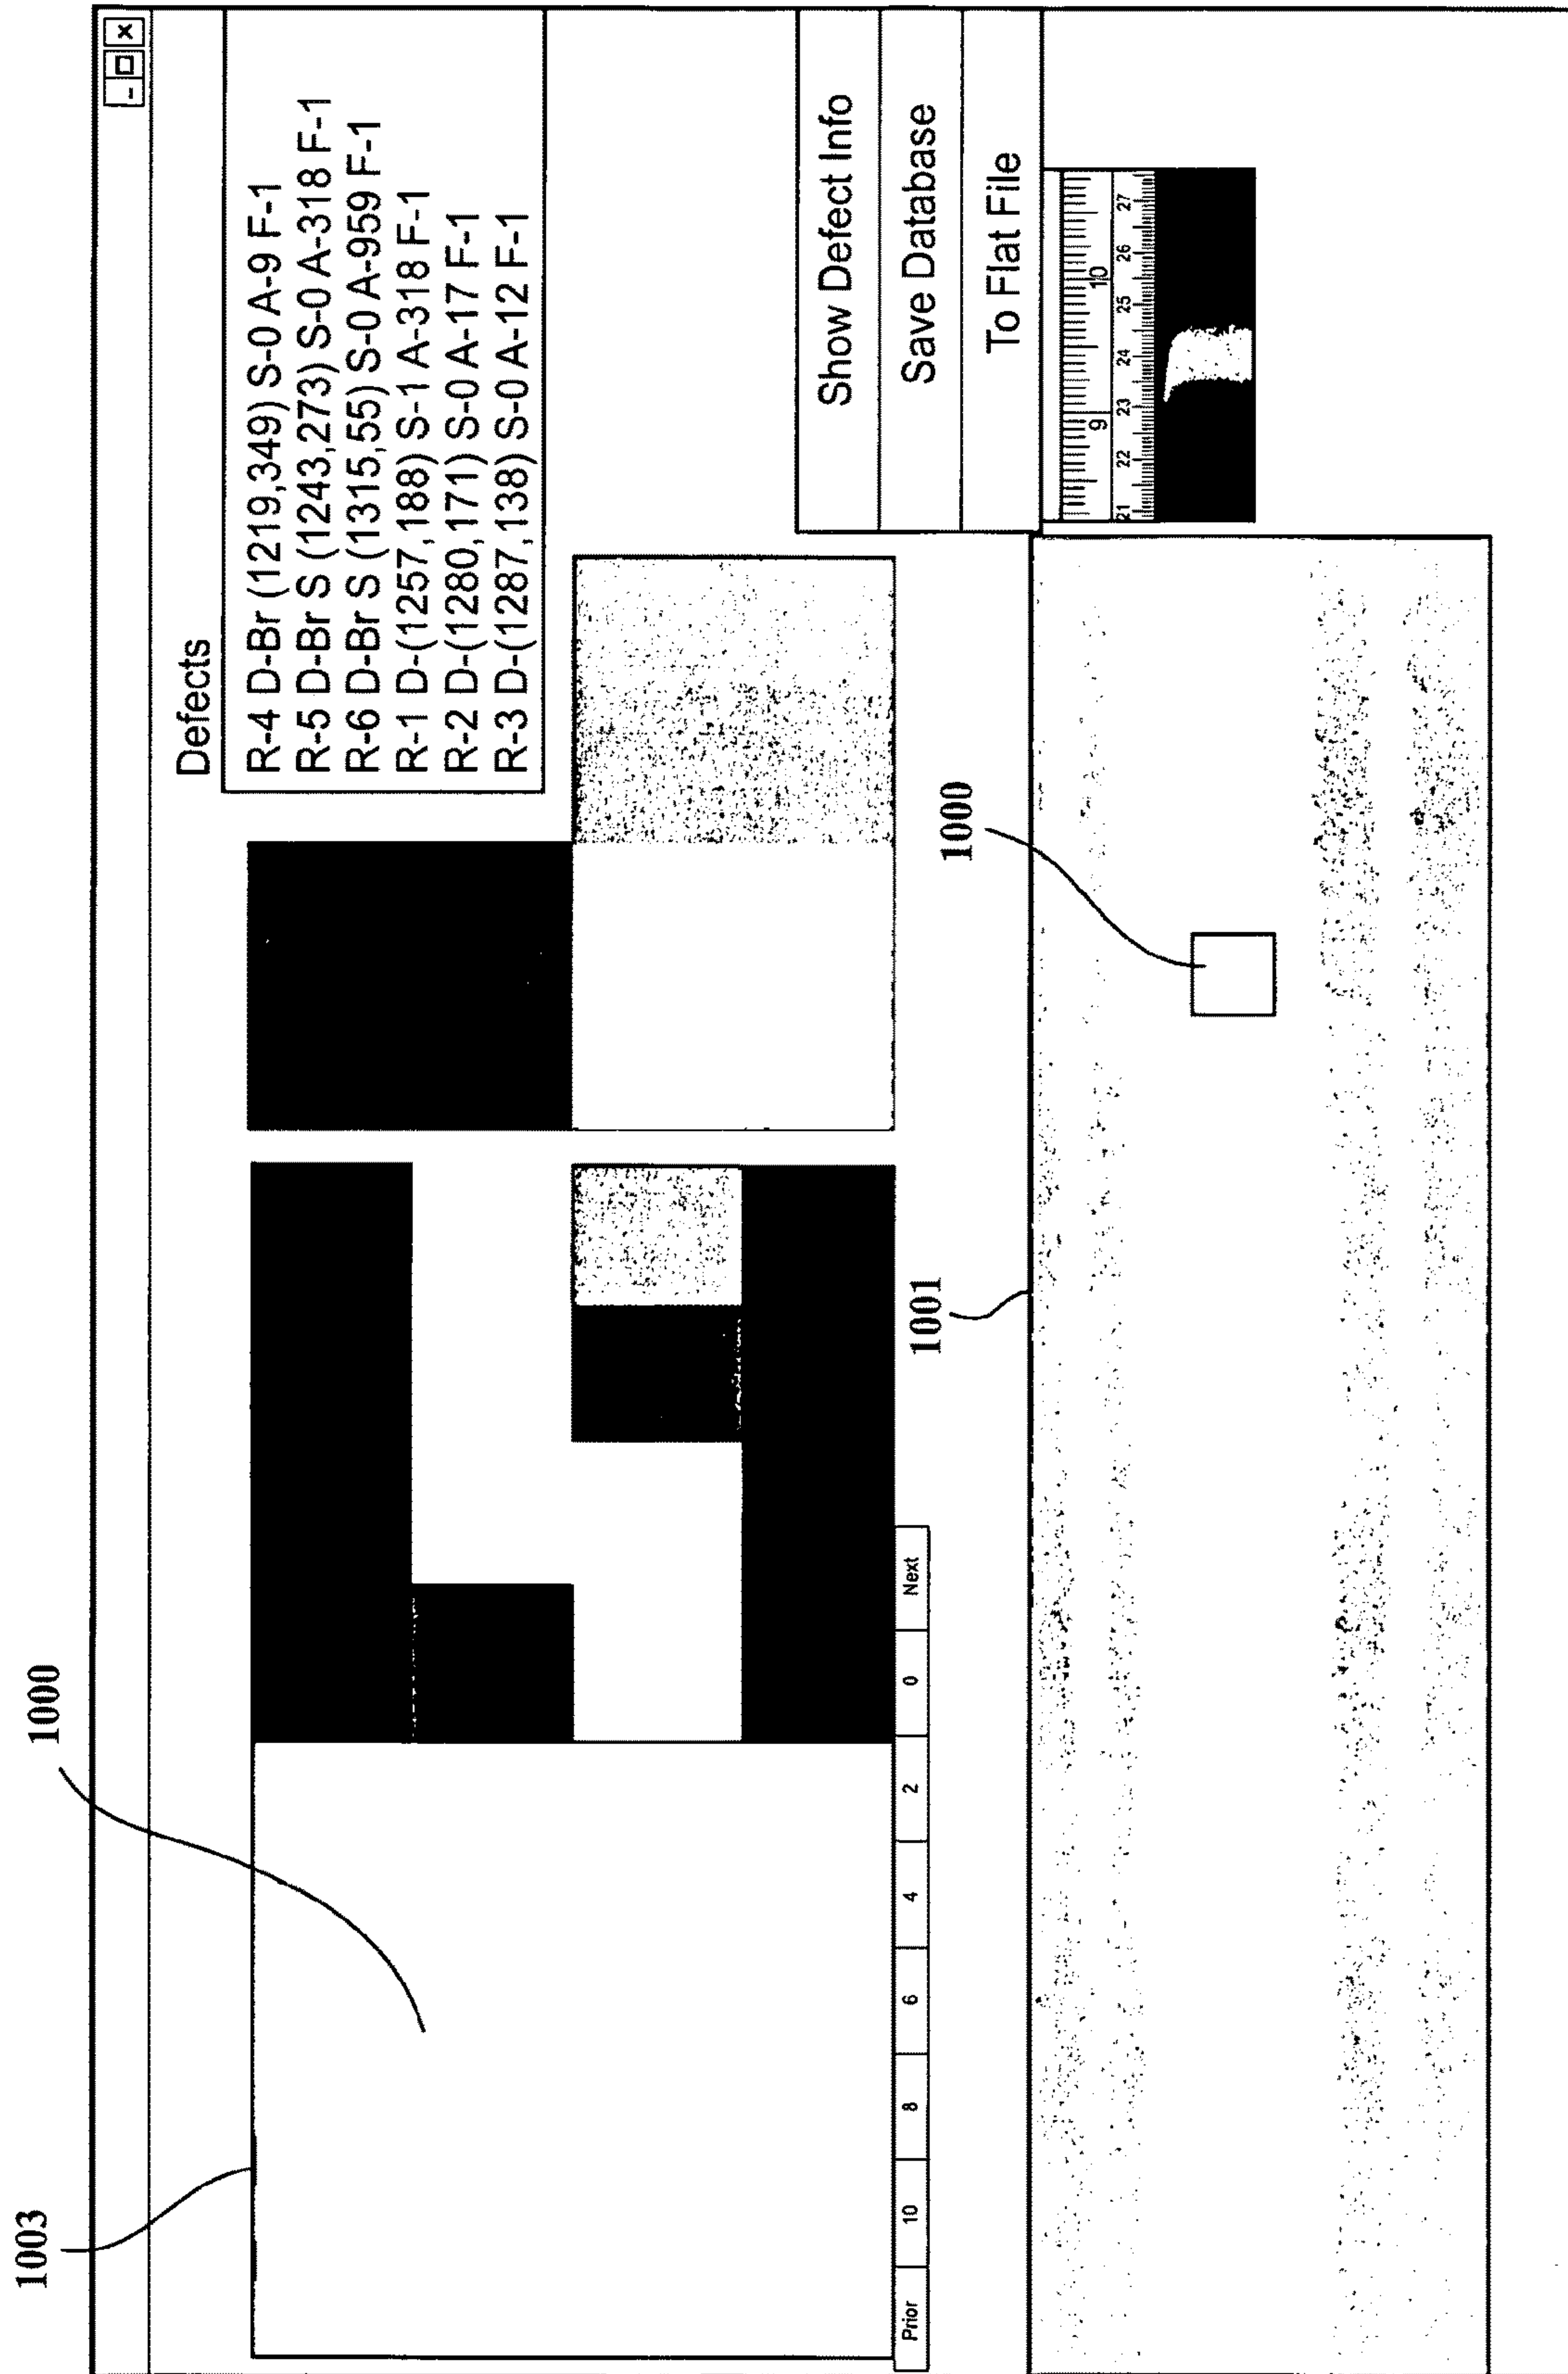 Defects
R-4 D-Br (1219,349) S-0 A-9 F-1
R-5 D-Br S (1243,273) S-0 A-318 F-1
R-6 D-Br S (1315,55) S-0 A-959 F-1
R-1 D-(1257,188) S-1 A-318 F-1
R-2 D-(1280,171) S-0 A-17 F-1
R-3 D-(1287,138) S-0 A-12 F-1
1003
1000
Prior 10 8 6 4 2 0 Next
1001
1000
Show Defect Info
Save Database
To Flat File
9 10
21 22 23 24 25 26 27